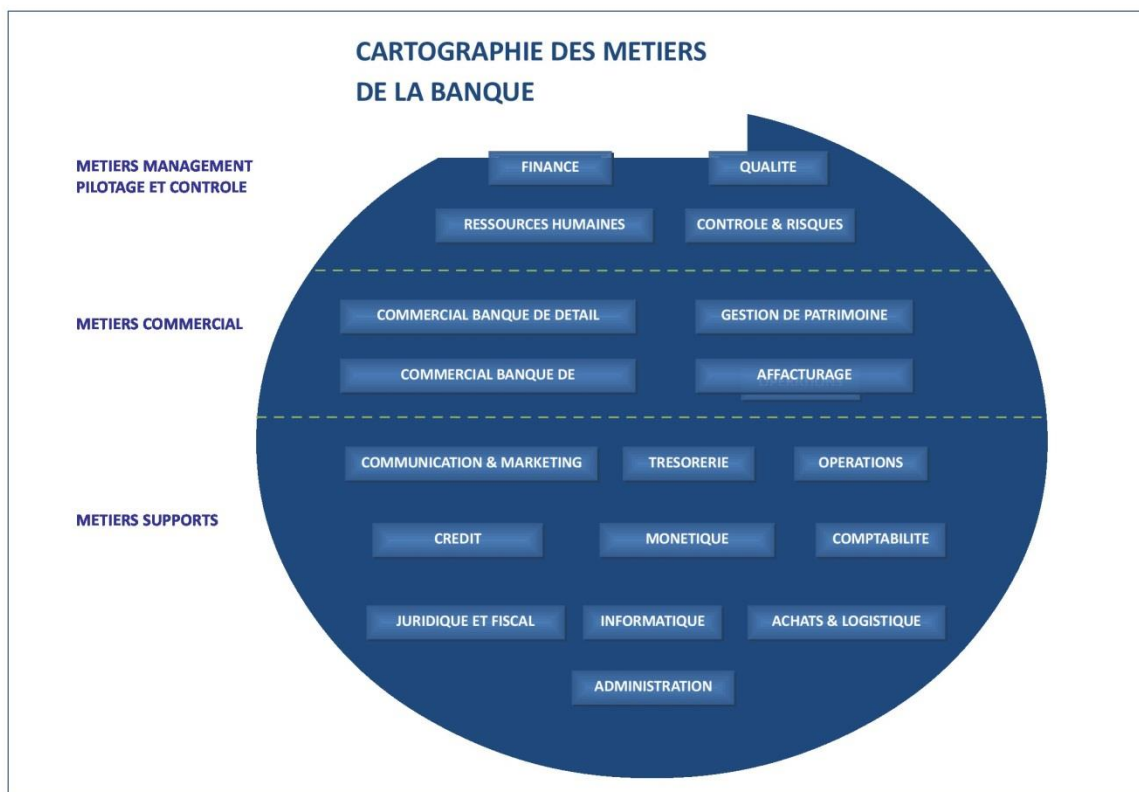 CARTOGRAPHIE DES METIERS
DE LA BANQUE
METIERS MANAGEMENT
PILOTAGE ET CONTROLE
FINANCE
QUALITE
RESSOURCES HUMAINES
CONTROLE & RISQUES
METIERS COMMERCIAL
COMMERCIAL BANQUE DE DETAIL
GESTION DE PATRIMOINE
COMMERCIAL BANQUE DE
AFFACTURAGE
METIERS SUPPORTS
COMMUNICATION & MARKETING
TRESORERIE
OPERATIONS
CREDIT
MONETIQUE
COMPTABILITE
JURIDIQUE ET FISCAL
INFORMATIQUE
ACHATS & LOGISTIQUE
ADMINISTRATION